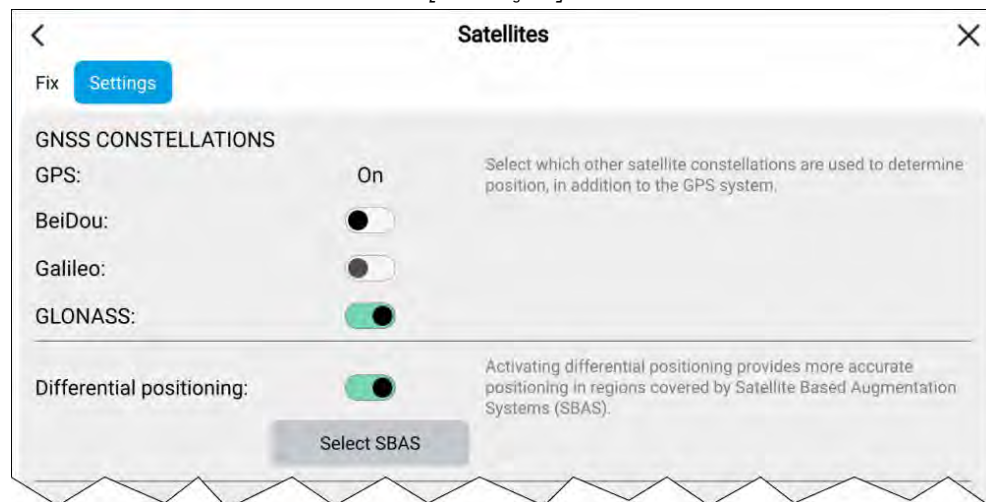 Satellites
Fix Settings
GNSS CONSTELLATIONS
GPS: On
Select which other satellite constellations are used to determine
position, in addition to the GPS system.
BeiDou:
Galileo:
GLONASS:
Differential positioning:
Activating differential positioning provides more accurate
positioning in regions covered by Satellite Based Augmentation
Systems (SBAS).
Select SBAS